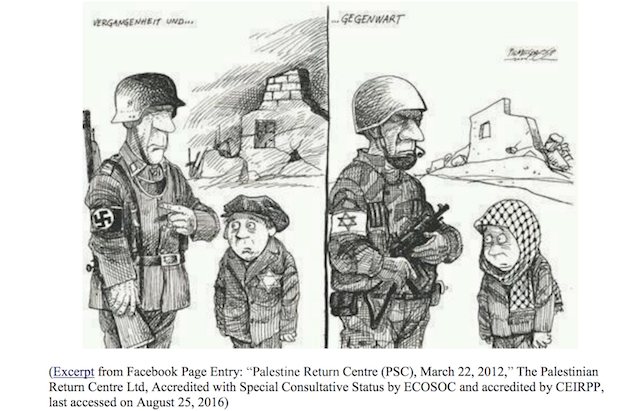 VERGANGENHEIT UND...
...GEGENWART
(Excerpt from Facebook Page Entry: “Palestine Return Centre (PSC), March 22, 2012,” The Palestinian
Return Centre Ltd, Accredited with Special Consultative Status by ECOSOC and accredited by CEIRPP,
last accessed on August 25, 2016)